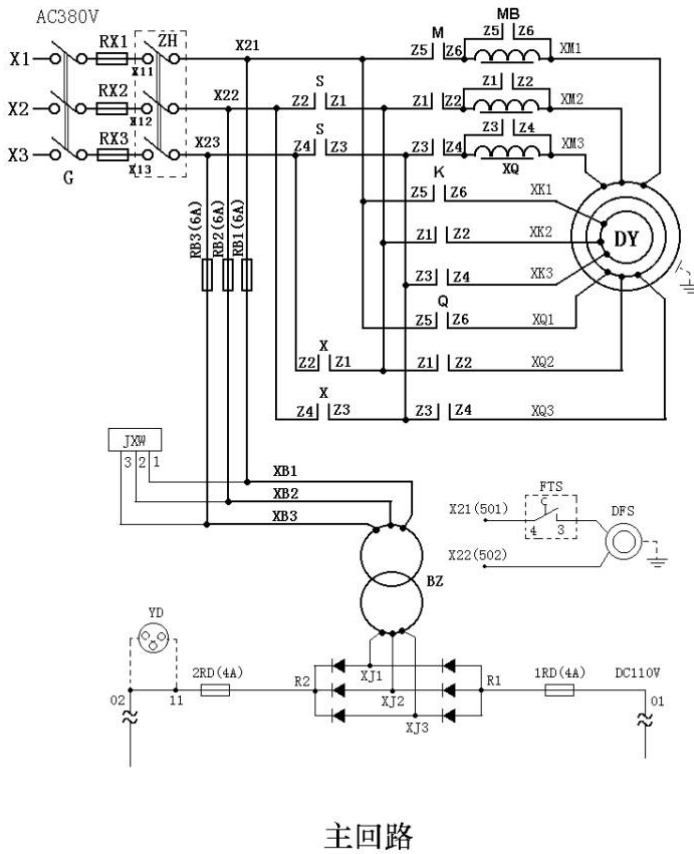 AC380V
MB
RX1 ZH X21 M Z5 Z6 XM1
X1 X11 Z5 Z6
RX2 X22 S Z1 Z2
X2 X12 Z2 Z1 Z1 Z2 XM2
RX3 X23 S Z3 Z4
X3 X13 Z4 Z3 Z3 Z4 XQ XM3
G K
Z5 Z6 XK1
RB3(6A) RB2(6A) RB1(6A)
Z1 Z2 XK2 DY
Z3 Z4 XK3
Q
Z5 Z6 XQ1
X
Z2 Z1 Z1 Z2 XQ2
X
Z4 Z3 Z3 Z4 XQ3
JXW
3 2 1
XB1
XB2
XB3
FTS
X21(501) DFS
4 3
X22(502)
BZ
YD
2RD(4A) R2 XJ1 R1 1RD(4A) DC110V
02 11 XJ2 01
XJ3
主回路